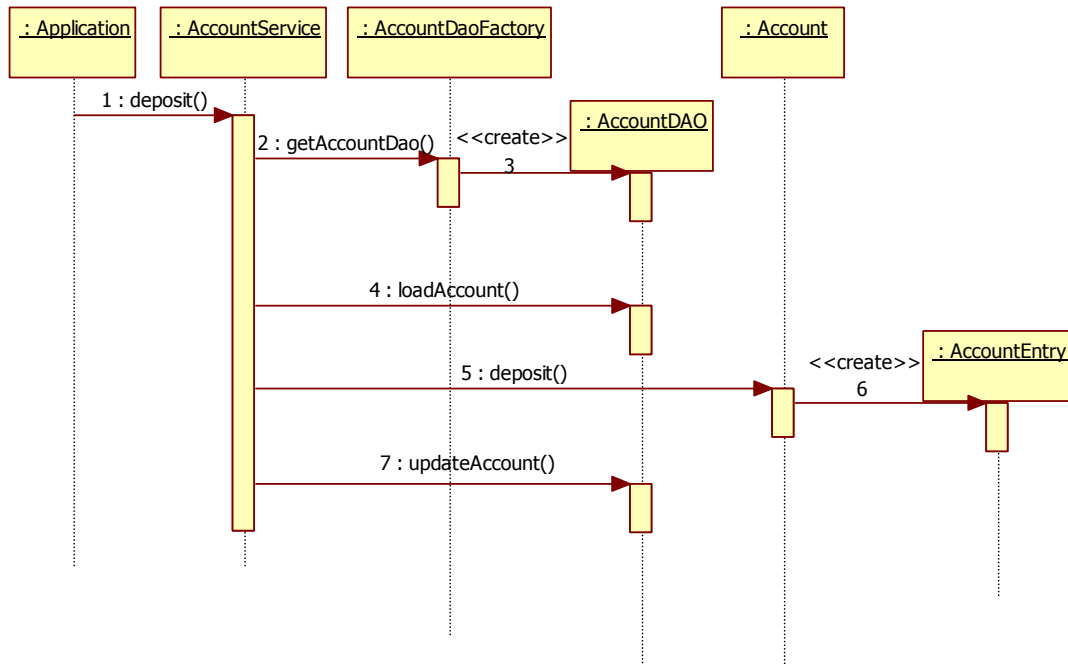 : Application
: AccountService
: AccountDaoFactory
: Account
1 : deposit()
: AccountDAO
2 : getAccountDao()
<<create>>
3
4 : loadAccount()
: AccountEntry
<<create>>
5 : deposit()
6
7 : updateAccount()